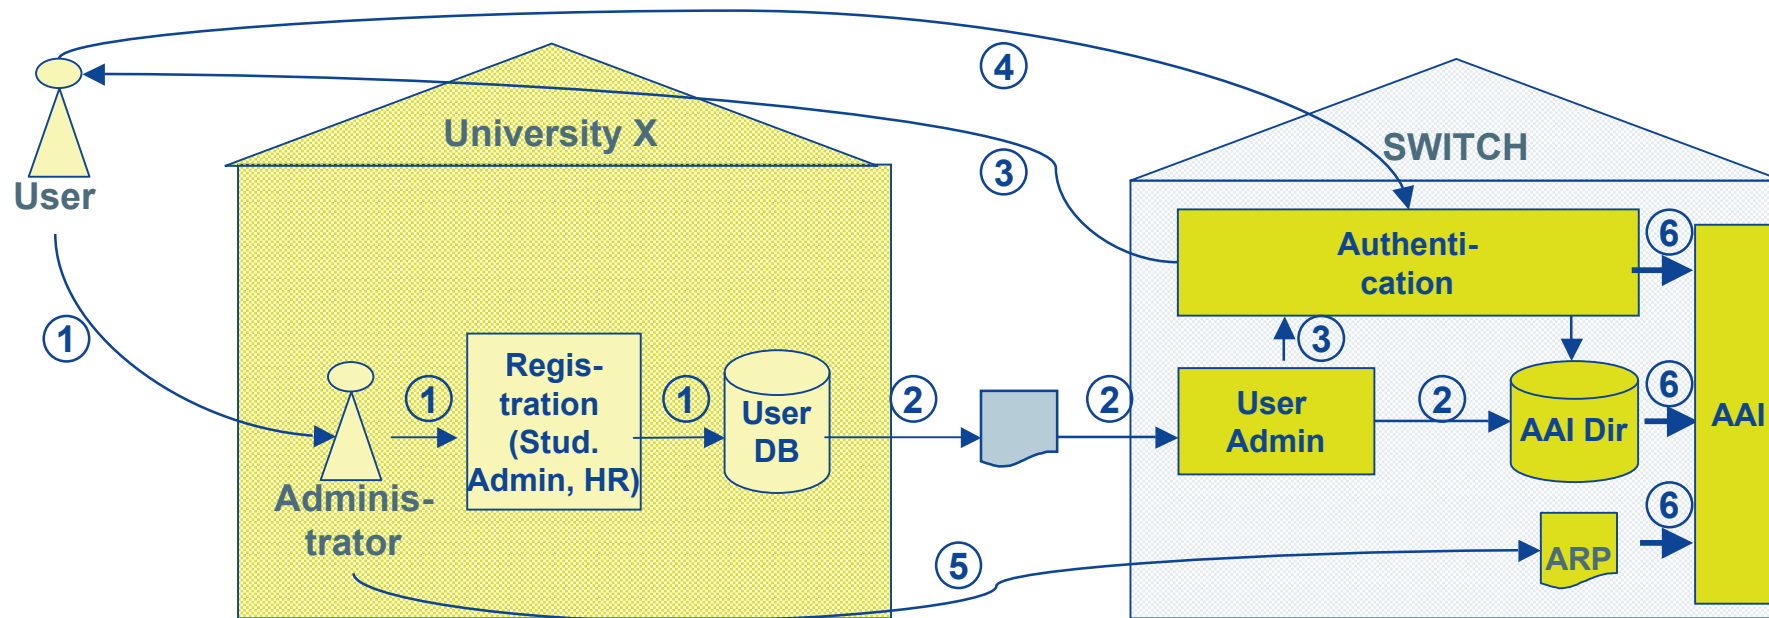 4
University X
SWITCH
3
User
Authenti-
cation
6
1
3
Regis-
tration
(Stud.
Admin, HR)
1
1
User
DB
2
2
User
Admin
2
AAI Dir
6
AAI
Adminis-
trator
6
5
ARP